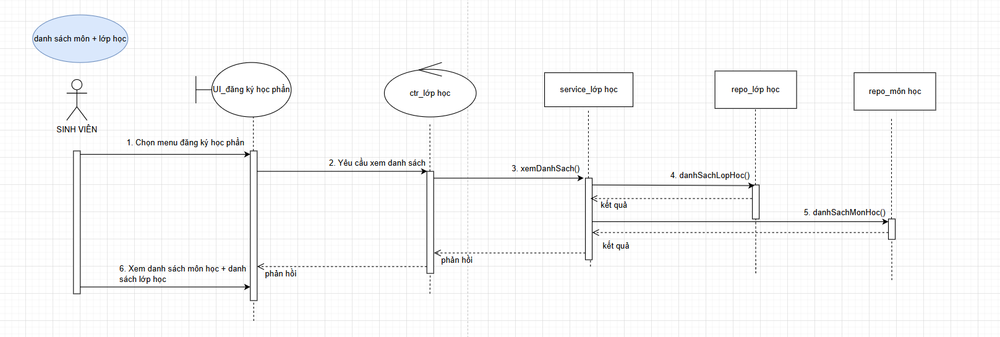 danh sách môn + lớp học
UI_đăng ký học phần
ctr_lớp học
service_lớp học
repo_lớp học
repo_môn học
SINH VIÊN
1. Chọn menu đăng ký học phần
2. Yêu cầu xem danh sách
3. xemDanhSach()
4. danhSachLopHoc()
kết quả
5. danhSachMonHoc()
kết quả
phản hồi
phản hồi
6. Xem danh sách môn học + danh
sách lớp học